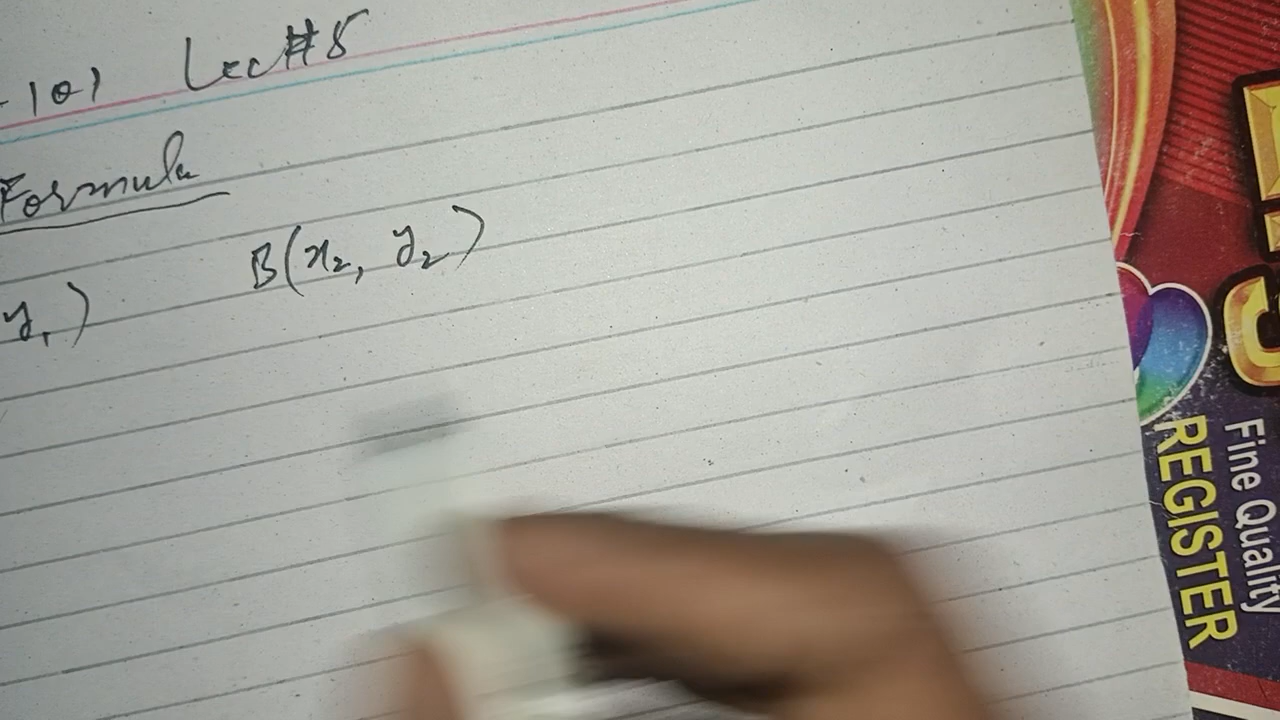 -101 Lec#8
Formula
y₁) B(x₂, y₂)
Fine Quality
REGISTER